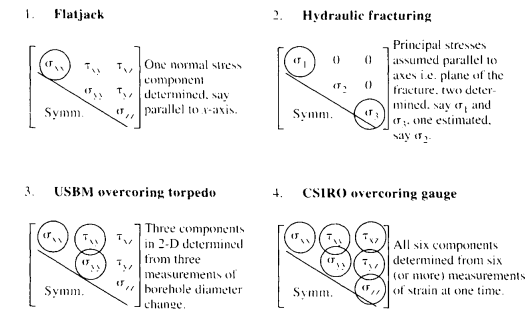 1. Flatjack
σxx τxy τxz
σyy τyz
σzz
Symm.
One normal stress
component
determined, say
parallel to x-axis.
2. Hydraulic fracturing
σ1 0 0
σ2 0
σ3
Symm.
Principal stresses
assumed parallel to
axes i.e. plane of the
fracture, two deter-
mined, say σ1 and
σ3, one estimated,
say σ2.
3. USBM overcoring torpedo
σxx τxy τxz
σyy τyz
σzz
Symm.
Three components
in 2-D determined
from three
measurements of
borehole diameter
change.
4. CSIRO overcoring gauge
σxx τxy τxz
σyy τyz
σzz
Symm.
All six components
determined from six
(or more) measurements
of strain at one time.